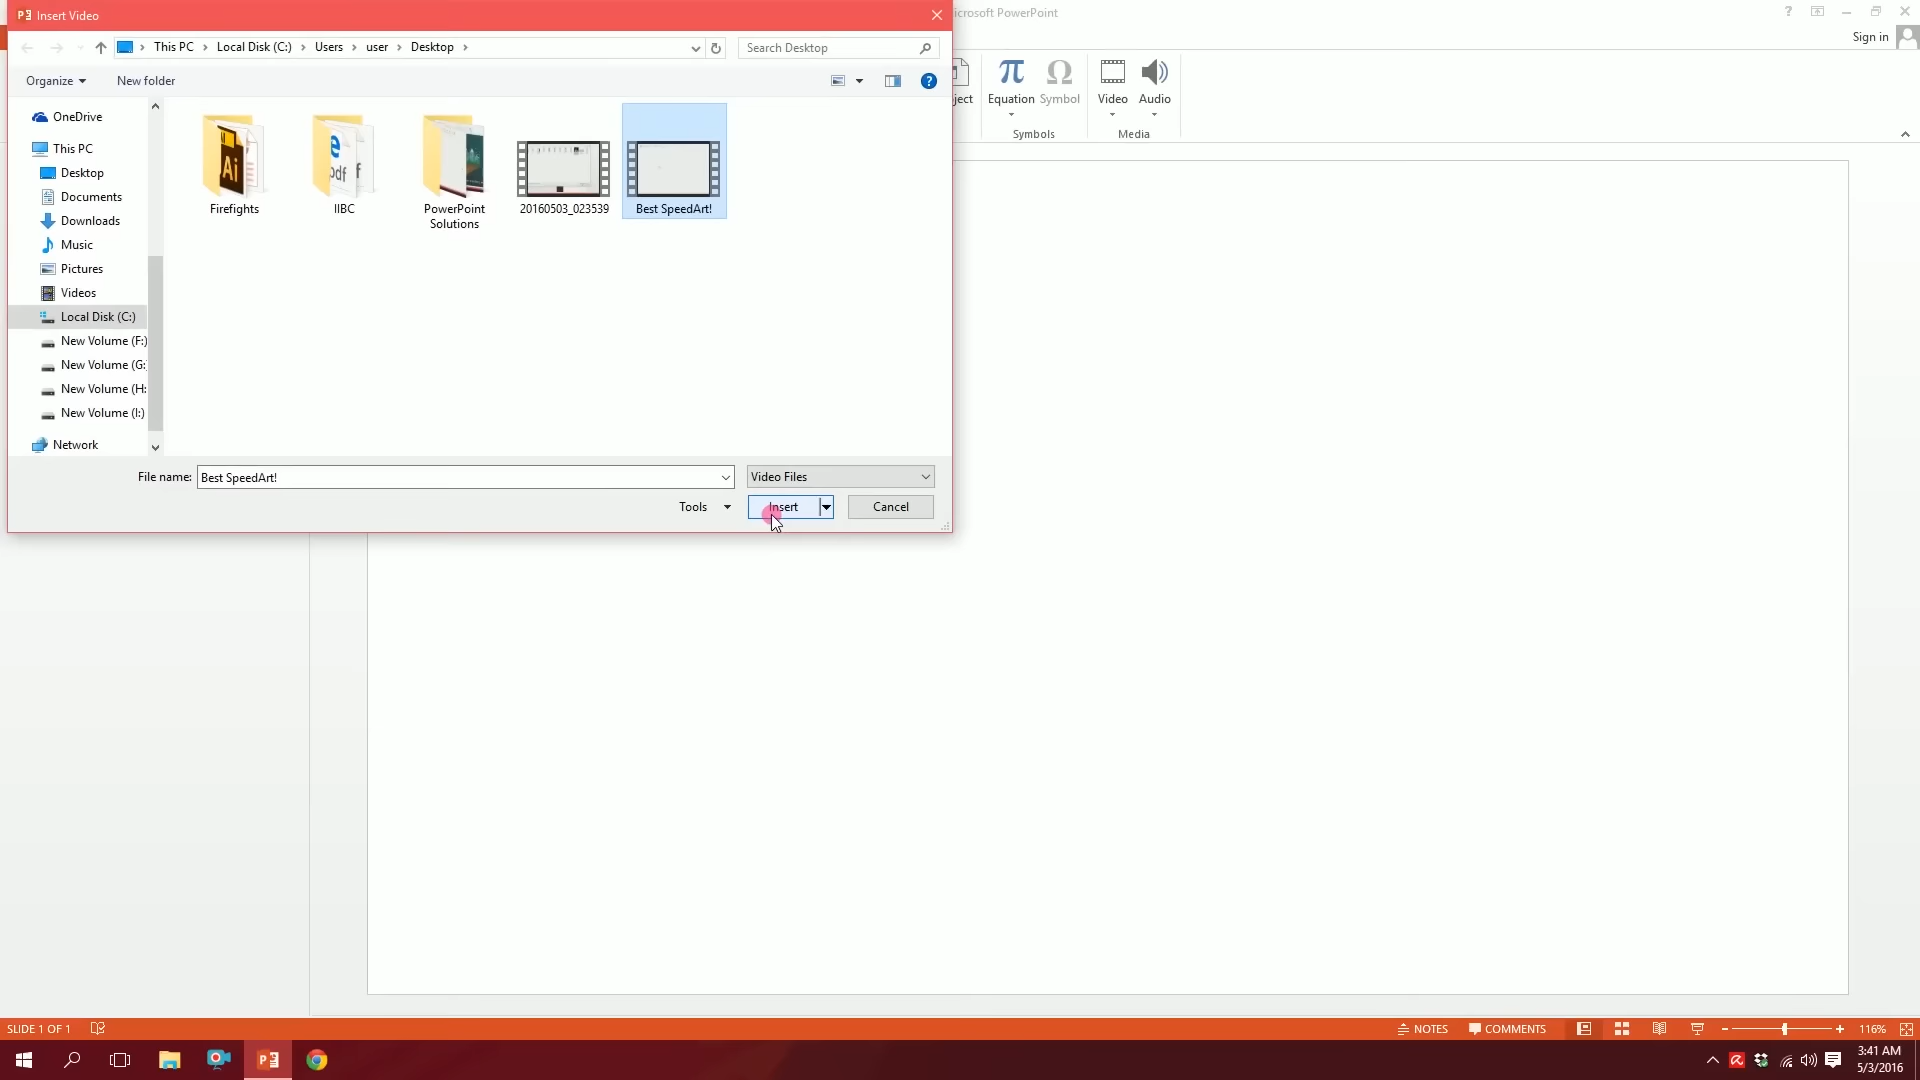 Insert Video
icrosoft PowerPoint
Sign in
This PC
Local Disk (C:)
Users
user
Desktop
Search Desktop
Organize
New folder
ject
Equation
Symbol
Video
Audio
Symbols
Media
OneDrive
This PC
Desktop
Documents
Downloads
Music
Pictures
Videos
Local Disk (C:)
New Volume (F:)
New Volume (G:
New Volume (H:
New Volume (I:)
Network
Firefights
IIBC
PowerPoint
Solutions
20160503_023539
Best SpeedArt!
File name:
Best SpeedArt!
Video Files
Tools
Insert
Cancel
SLIDE 1 OF 1
NOTES
COMMENTS
116%
3:41 AM
5/3/2016